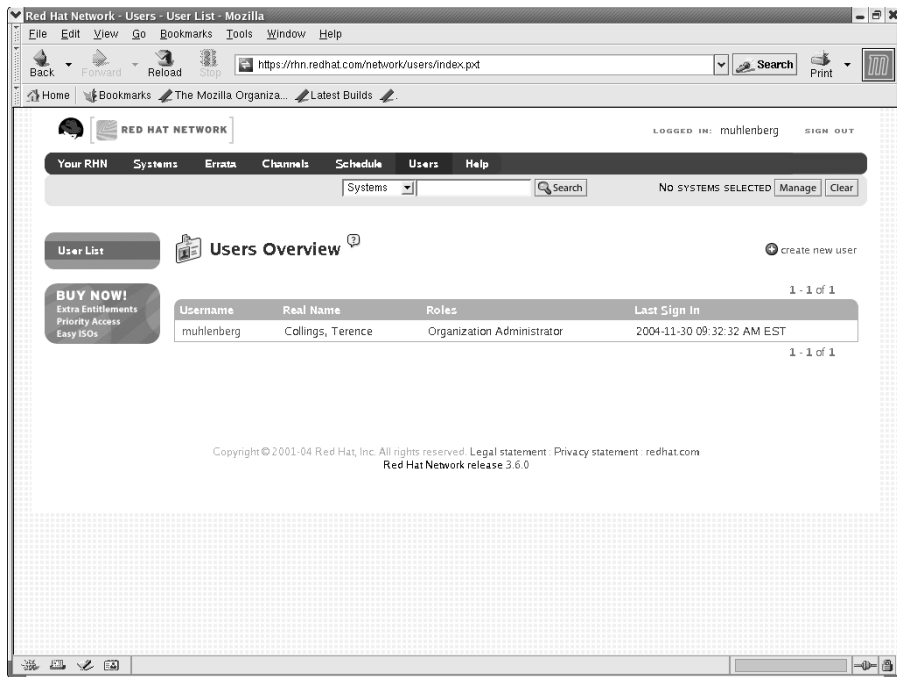 Red Hat Network - Users - User List - Mozilla
File Edit View Go Bookmarks Tools Window Help
Back Forward Reload Stop https://rhn.redhat.com/network/users/index.pxt Search Print
Home Bookmarks The Mozilla Organiza... Latest Builds
RED HAT NETWORK LOGGED IN: muhlenberg SIGN OUT
Your RHN Systems Errata Channels Schedule Users Help
Systems Search NO SYSTEMS SELECTED Manage Clear
User List
Users Overview ?
create new user
BUY NOW!
Extra Entitlements
Priority Access
Easy ISOs
1 - 1 of 1
Username Real Name Roles Last Sign In
muhlenberg Collings, Terence Organization Administrator 2004-11-30 09:32:32 AM EST
1 - 1 of 1
Copyright © 2001-04 Red Hat, Inc. All rights reserved. Legal statement : Privacy statement : redhat.com
Red Hat Network release 3.6.0